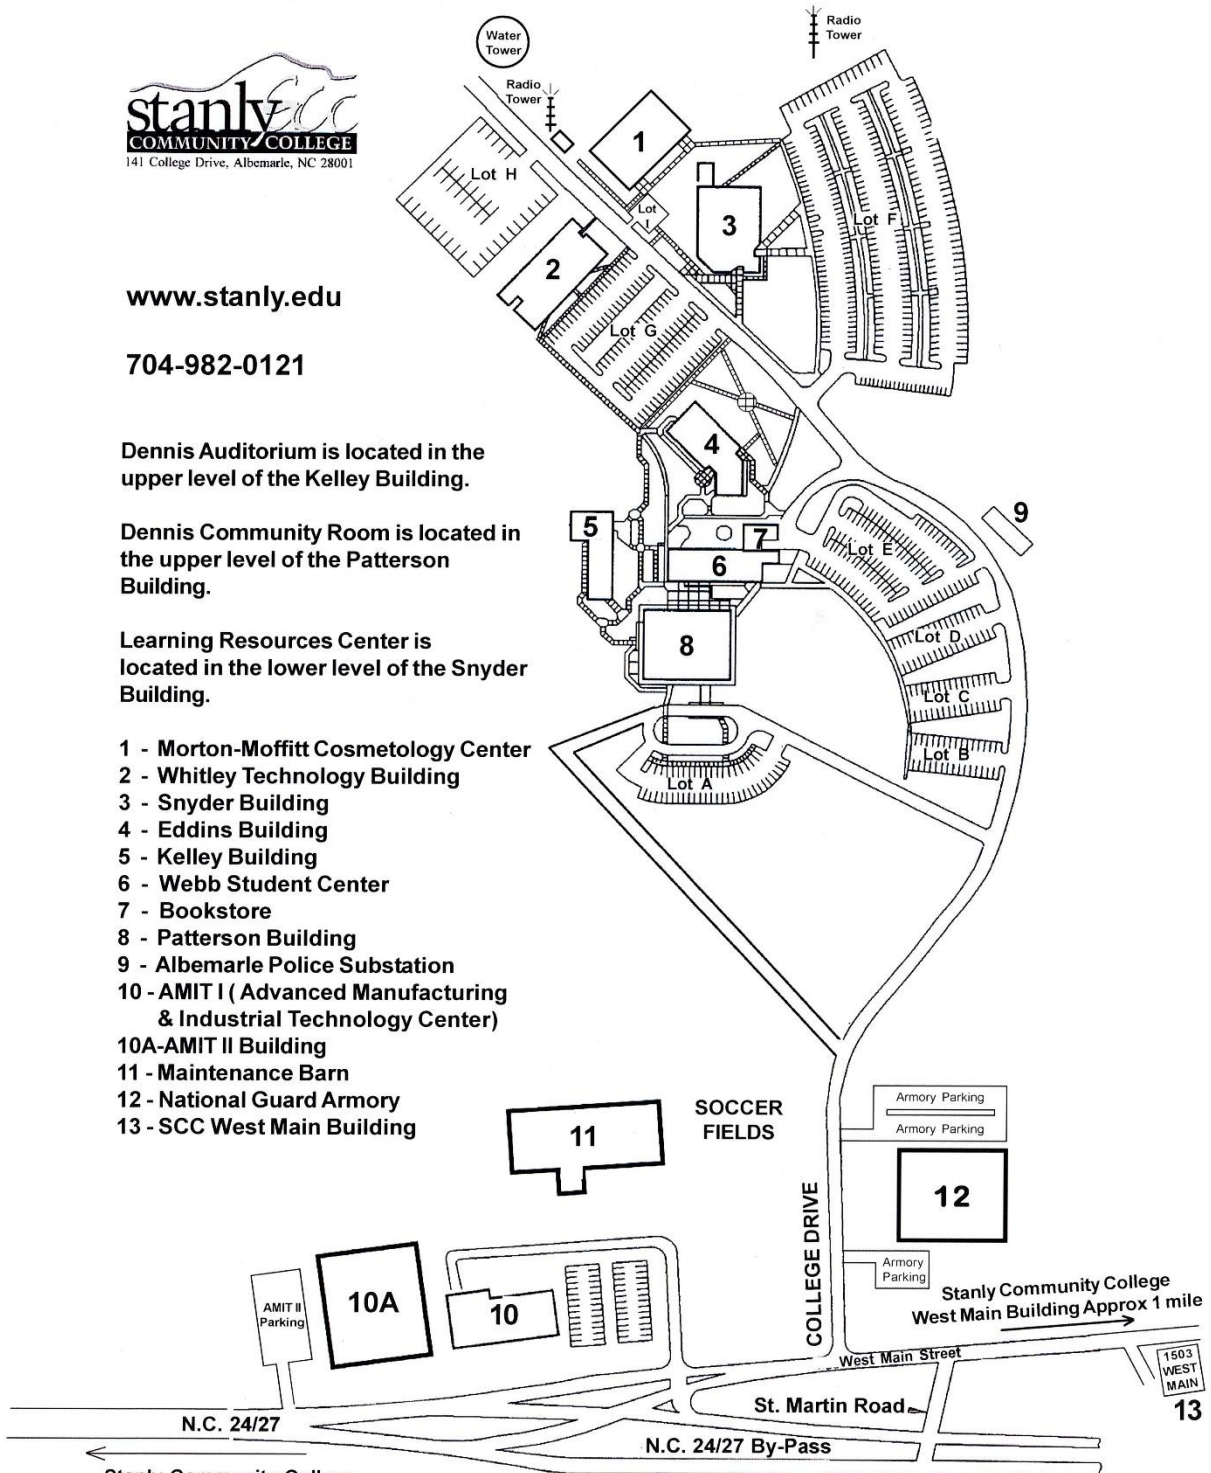 Water
Tower
Radio
Tower
Radio
Tower
stanly
COMMUNITY COLLEGE
141 College Drive, Albemarle, NC 28001
1
Lot H
Lot
I
3
Lot F
2
www.stanly.edu
Lot G
704-982-0121
4
Dennis Auditorium is located in the
upper level of the Kelley Building.
9
Dennis Community Room is located in
the upper level of the Patterson
Building.
5
7
Lot E
6
Learning Resources Center is
located in the lower level of the Snyder
Building.
Lot D
8
Lot C
Lot B
Lot A
1 - Morton-Moffitt Cosmetology Center
2 - Whitley Technology Building
3 - Snyder Building
4 - Eddins Building
5 - Kelley Building
6 - Webb Student Center
7 - Bookstore
8 - Patterson Building
9 - Albemarle Police Substation
10 - AMIT I ( Advanced Manufacturing
& Industrial Technology Center)
10A-AMIT II Building
11 - Maintenance Barn
12 - National Guard Armory
13 - SCC West Main Building
SOCCER
FIELDS
Armory Parking
Armory Parking
11
12
COLLEGE DRIVE
Armory
Parking
Stanly Community College
West Main Building Approx 1 mile
AMIT II
Parking
10A
10
West Main Street
1503
WEST
MAIN
13
St. Martin Road
N.C. 24/27
N.C. 24/27 By-Pass
Stanly Community College